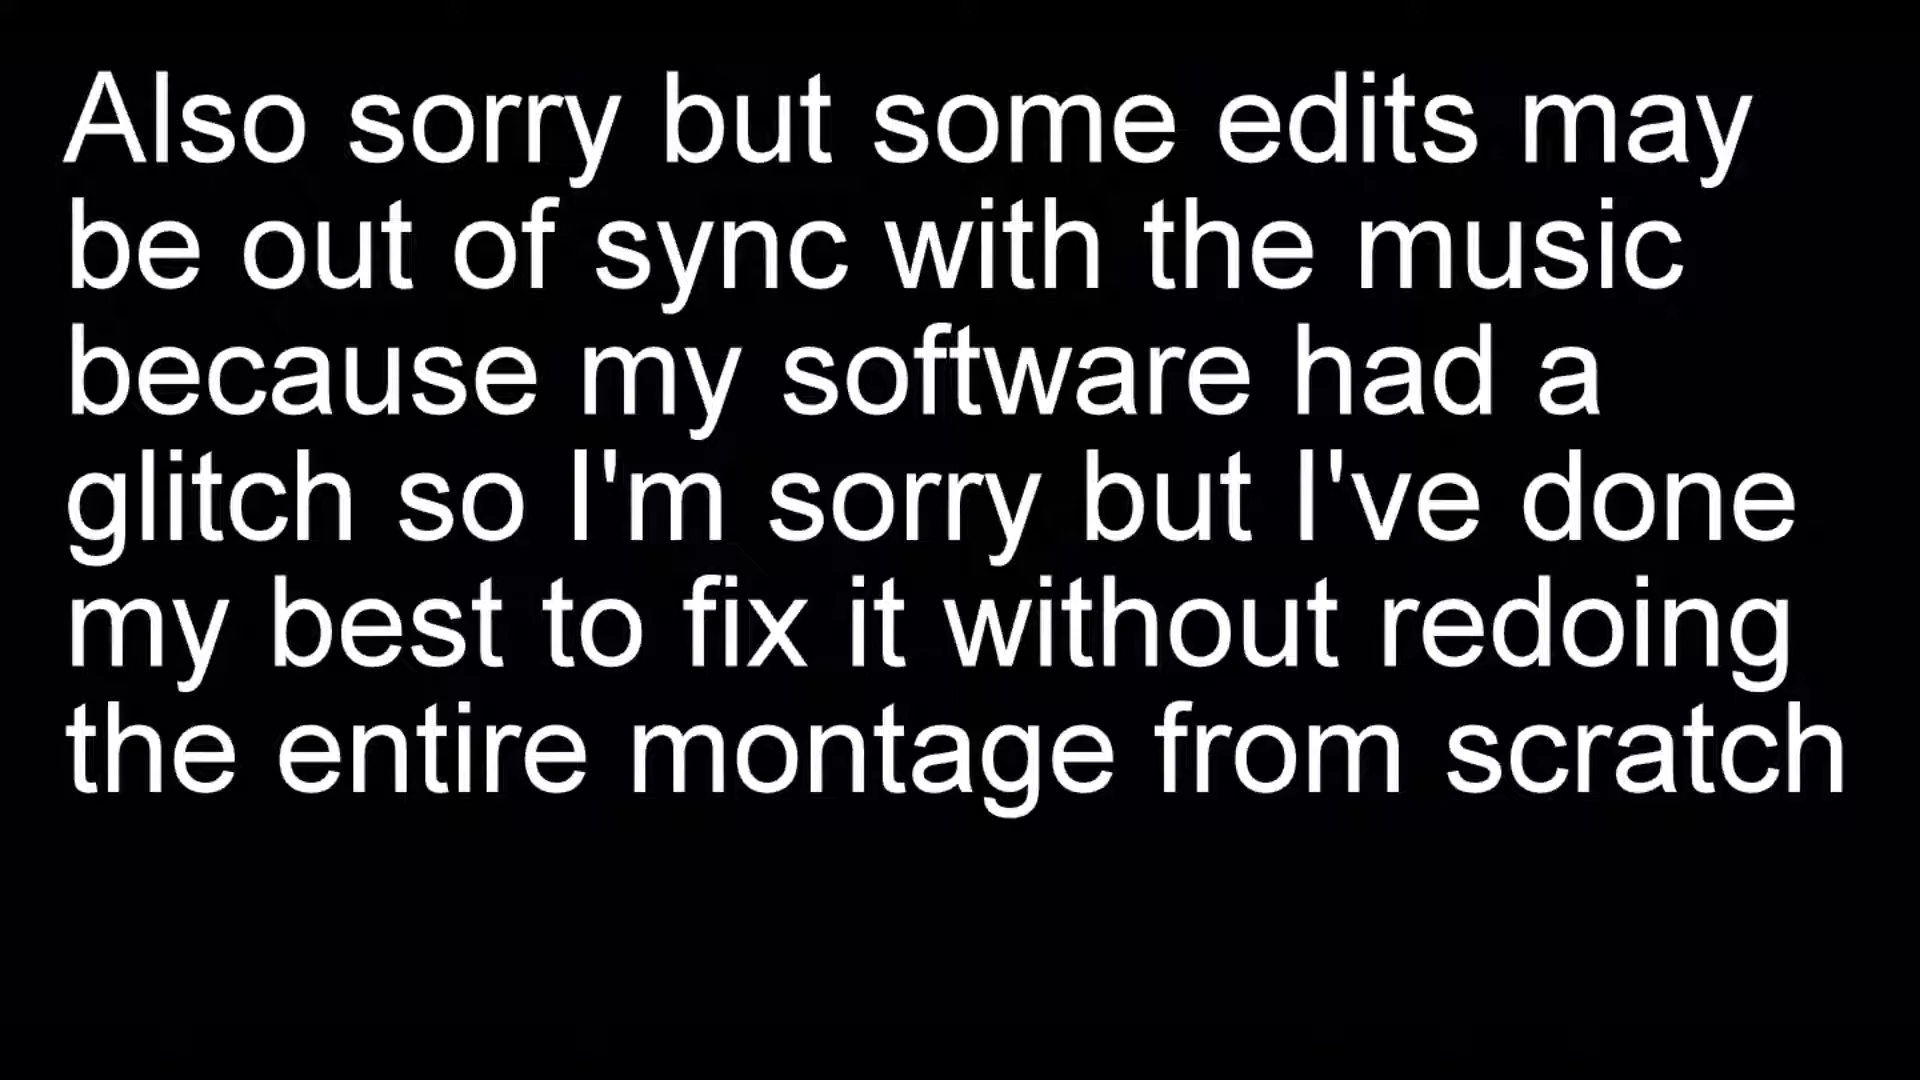 Also sorry but some edits may
be out of sync with the music
because my software had a
glitch so I'm sorry but I've done
my best to fix it without redoing
the entire montage from scratch